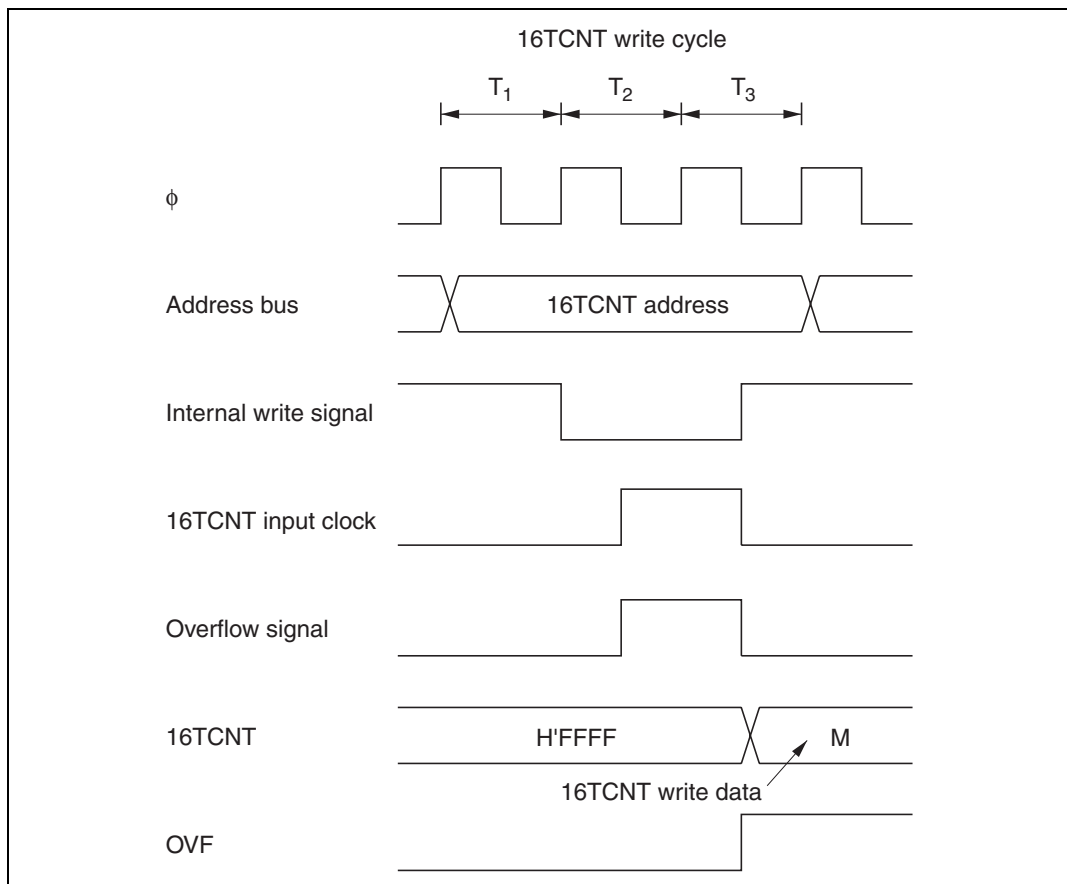 16TCNT write cycle
T1 T2 T3
φ
Address bus
16TCNT address
Internal write signal
16TCNT input clock
Overflow signal
16TCNT
H'FFFF
M
16TCNT write data
OVF